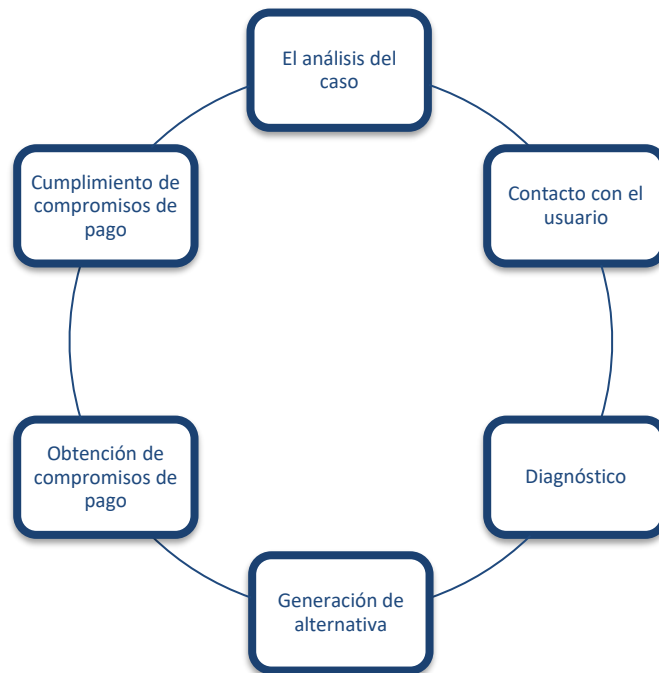 El análisis del
caso
Contacto con el
usuario
Diagnóstico
Generación de
alternativa
Obtención de
compromisos de
pago
Cumplimiento de
compromisos de
pago